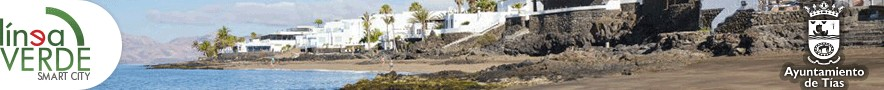 línea
VERDE
SMART CITY
Ayuntamiento
de Tías